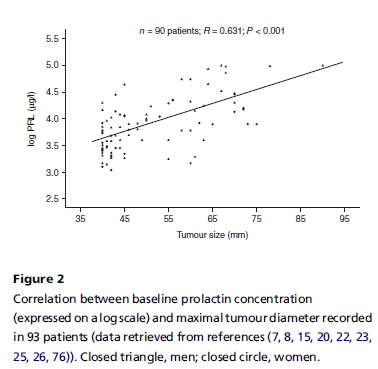 n = 90 patients; R = 0.631; P < 0.001
5.5
5.0
4.5
4.0
3.5
3.0
2.5
log PRL (µg/l)
35 45 55 65 75 85 95
Tumour size (mm)
Figure 2
Correlation between baseline prolactin concentration
(expressed on a log scale) and maximal tumour diameter recorded
in 93 patients (data retrieved from references (7, 8, 15, 20, 22, 23,
25, 26, 76)). Closed triangle, men; closed circle, women.